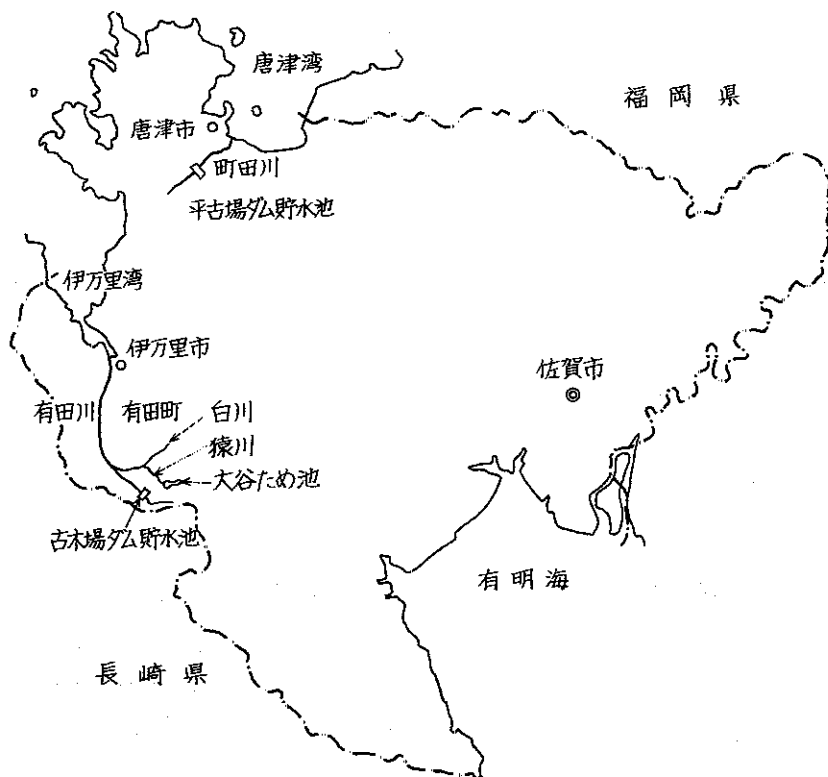 唐津湾
福岡県
唐津市
町田川
平古場ダム貯水池
伊万里湾
伊万里市
佐賀市
有田川
有田町
白川
猿川
大谷ため池
古木場ダム貯水池
有明海
長崎県